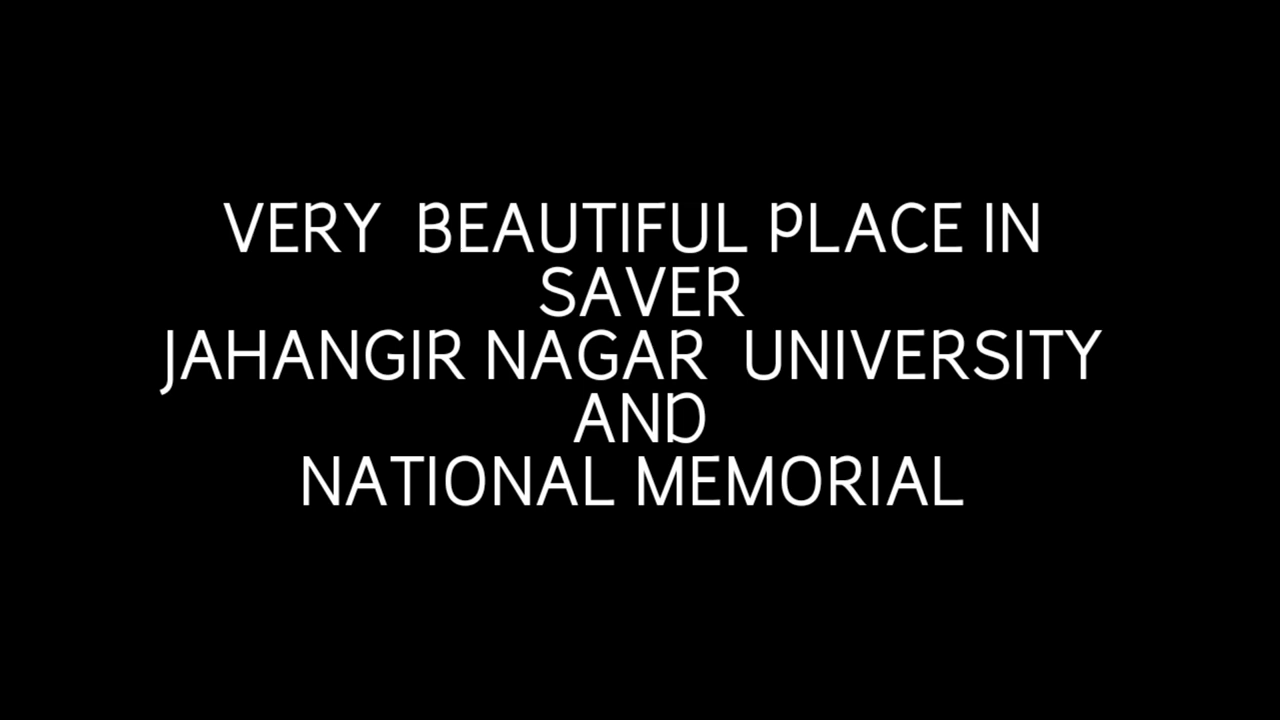 VERY BEAUTIFUL PLACE IN
SAVER
JAHANGIR NAGAR UNIVERSITY
AND
NATIONAL MEMORIAL